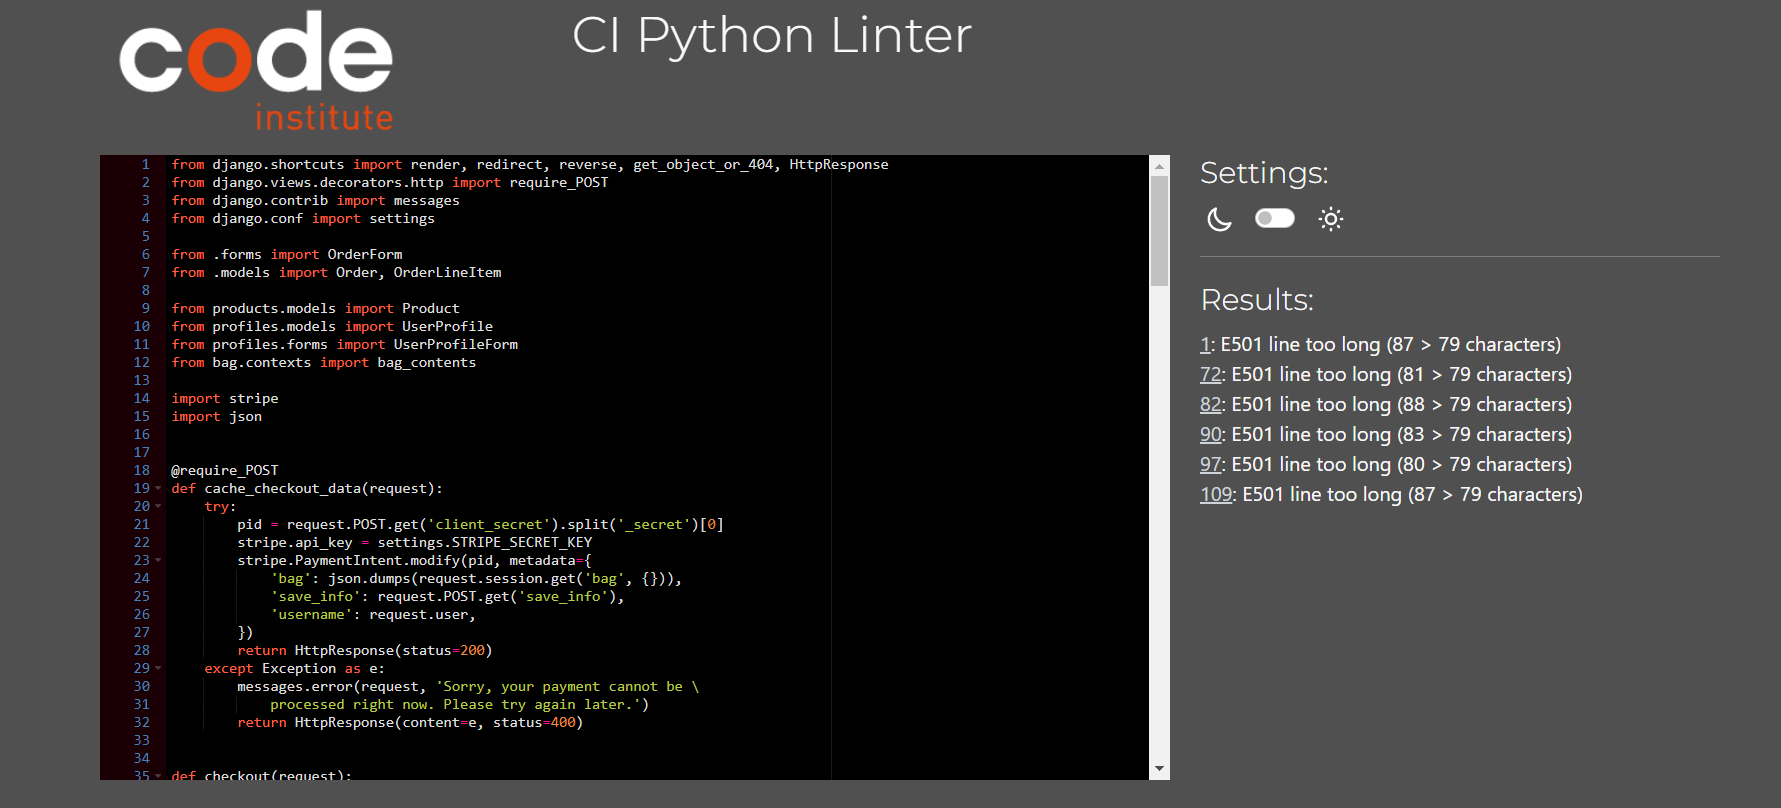 code
institute
CI Python Linter
1 from django.shortcuts import render, redirect, reverse, get_object_or_404, HttpResponse
2 from django.views.decorators.http import require_POST
3 from django.contrib import messages
4 from django.conf import settings
5
6 from .forms import OrderForm
7 from .models import Order, OrderLineItem
8
9 from products.models import Product
10 from profiles.models import UserProfile
11 from profiles.forms import UserProfileForm
12 from bag.contexts import bag_contents
13
14 import stripe
15 import json
16
17
18 @require_POST
19 def cache_checkout_data(request):
20     try:
21         pid = request.POST.get('client_secret').split('_secret')[0]
22         stripe.api_key = settings.STRIPE_SECRET_KEY
23         stripe.PaymentIntent.modify(pid, metadata={
24             'bag': json.dumps(request.session.get('bag', {})),
25             'save_info': request.POST.get('save_info'),
26             'username': request.user,
27         })
28         return HttpResponse(status=200)
29     except Exception as e:
30         messages.error(request, 'Sorry, your payment cannot be \
31             processed right now. Please try again later.')
32         return HttpResponse(content=e, status=400)
33
34
35 def checkout(request):
Settings:
Results:
1: E501 line too long (87 > 79 characters)
72: E501 line too long (81 > 79 characters)
82: E501 line too long (88 > 79 characters)
90: E501 line too long (83 > 79 characters)
97: E501 line too long (80 > 79 characters)
109: E501 line too long (87 > 79 characters)